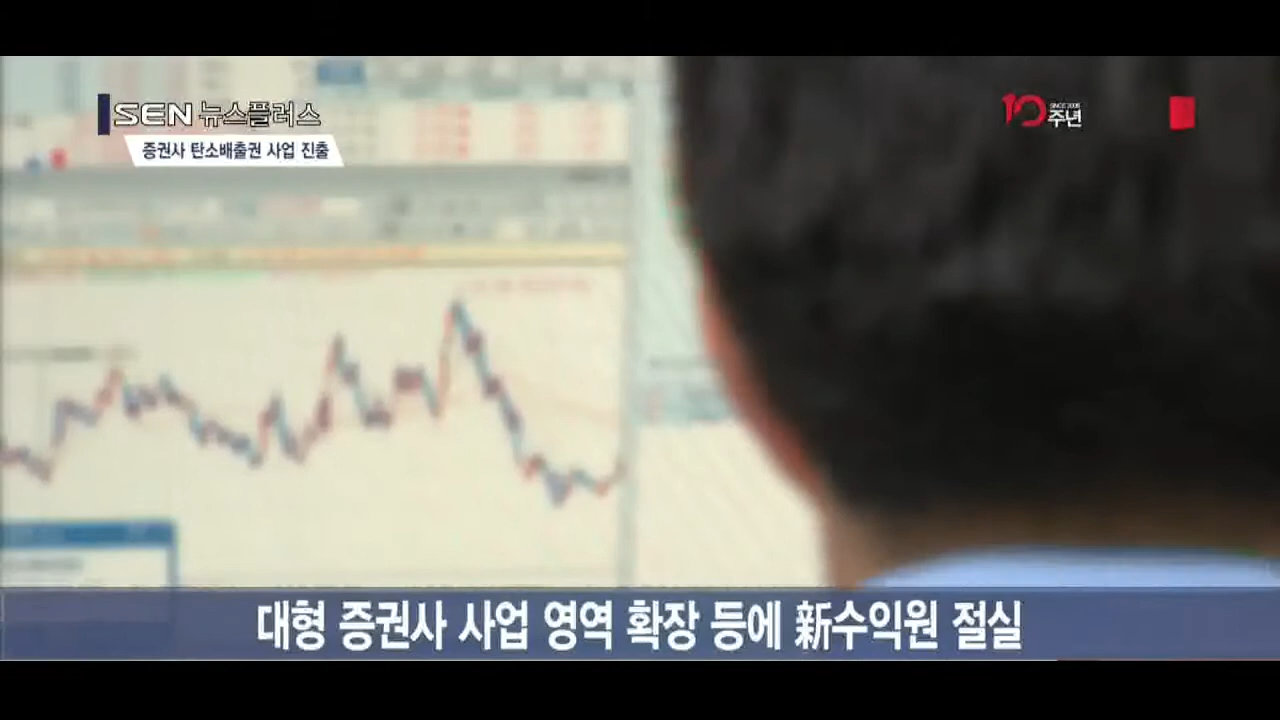 SEN 뉴스플러스
증권사 탄소배출권 사업 진출
10주년
SINCE 2008
대형 증권사 사업 영역 확장 등에 新수익원 절실